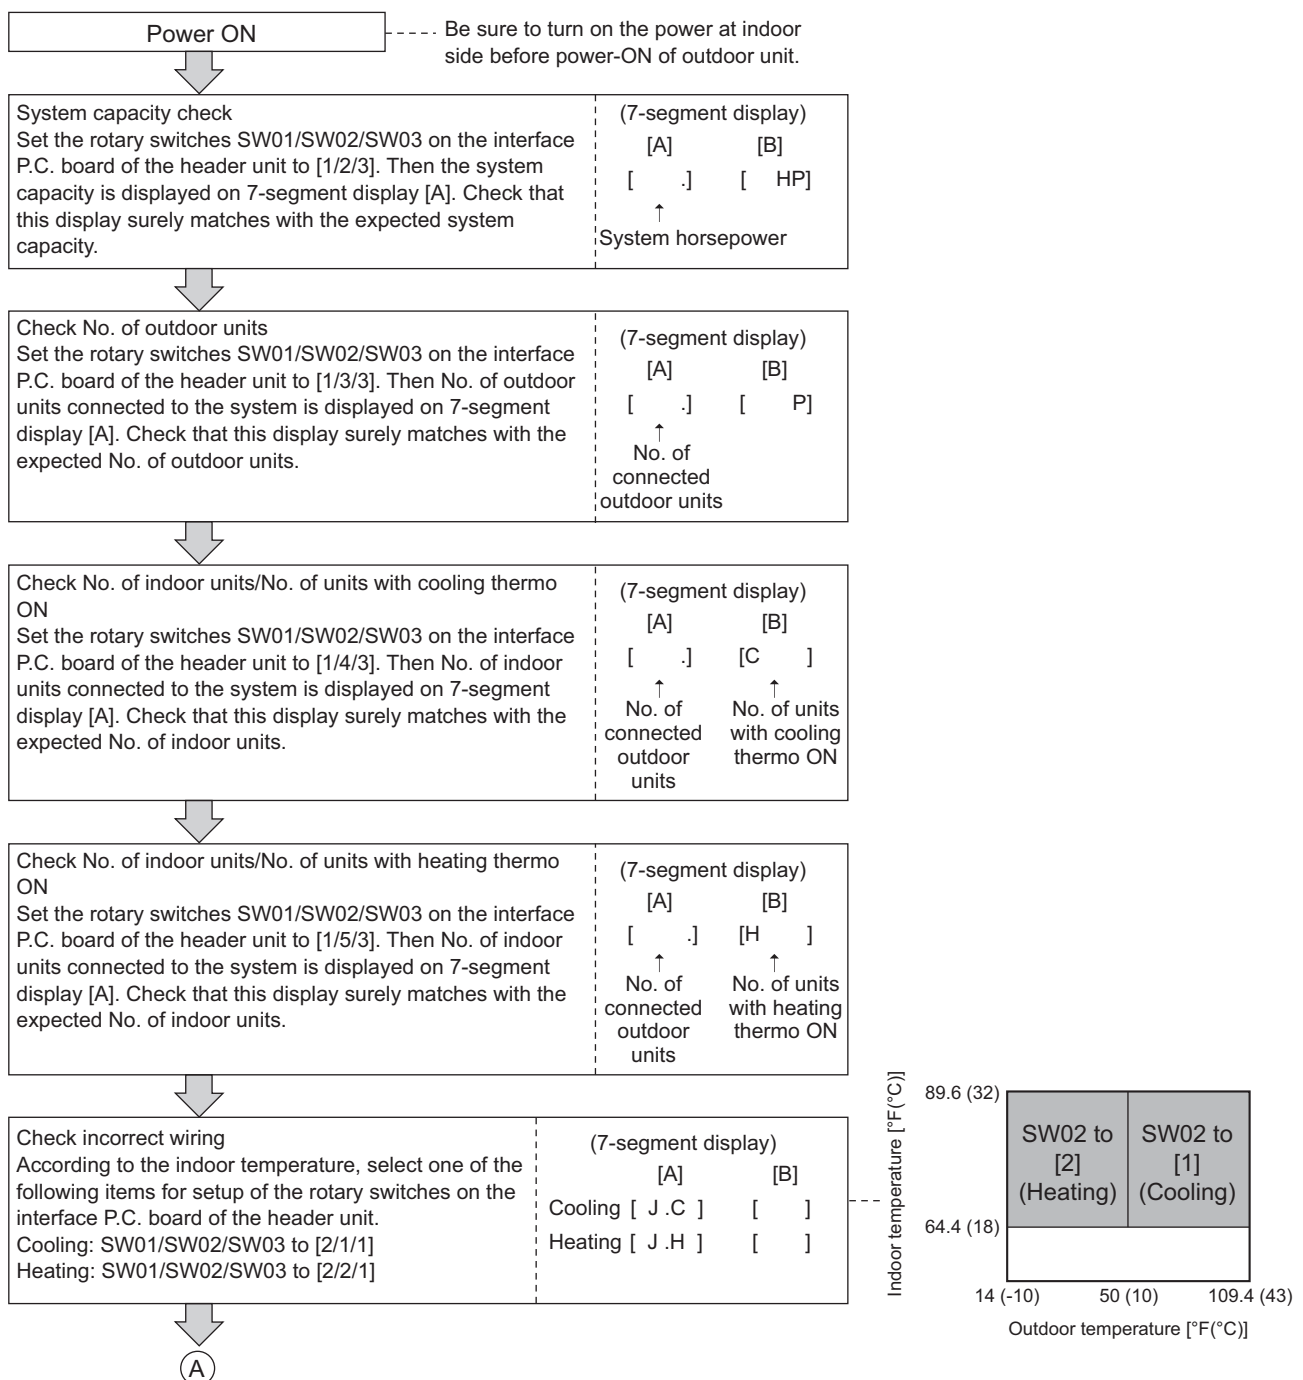 Power ON
Be sure to turn on the power at indoor
side before power-ON of outdoor unit.
System capacity check
Set the rotary switches SW01/SW02/SW03 on the interface
P.C. board of the header unit to [1/2/3]. Then the system
capacity is displayed on 7-segment display [A]. Check that
this display surely matches with the expected system
capacity.
(7-segment display)
[A] [B]
[ .] [ HP]
↑
System horsepower
Check No. of outdoor units
Set the rotary switches SW01/SW02/SW03 on the interface
P.C. board of the header unit to [1/3/3]. Then No. of outdoor
units connected to the system is displayed on 7-segment
display [A]. Check that this display surely matches with the
expected No. of outdoor units.
(7-segment display)
[A] [B]
[ .] [ P]
↑
No. of
connected
outdoor units
Check No. of indoor units/No. of units with cooling thermo
ON
Set the rotary switches SW01/SW02/SW03 on the interface
P.C. board of the header unit to [1/4/3]. Then No. of indoor
units connected to the system is displayed on 7-segment
display [A]. Check that this display surely matches with the
expected No. of indoor units.
(7-segment display)
[A] [B]
[ .] [C ]
↑ ↑
No. of No. of units
connected with cooling
outdoor thermo ON
units
Check No. of indoor units/No. of units with heating thermo
ON
Set the rotary switches SW01/SW02/SW03 on the interface
P.C. board of the header unit to [1/5/3]. Then No. of indoor
units connected to the system is displayed on 7-segment
display [A]. Check that this display surely matches with the
expected No. of indoor units.
(7-segment display)
[A] [B]
[ .] [H ]
↑ ↑
No. of No. of units
connected with heating
outdoor thermo ON
units
Check incorrect wiring
According to the indoor temperature, select one of the
following items for setup of the rotary switches on the
interface P.C. board of the header unit.
Cooling: SW01/SW02/SW03 to [2/1/1]
Heating: SW01/SW02/SW03 to [2/2/1]
(7-segment display)
[A] [B]
Cooling [ J .C ] [ ]
Heating [ J .H ] [ ]
Indoor temperature [°F(°C)]
89.6 (32)
64.4 (18)
SW02 to
[2]
(Heating)
SW02 to
[1]
(Cooling)
14 (-10) 50 (10) 109.4 (43)
Outdoor temperature [°F(°C)]
A